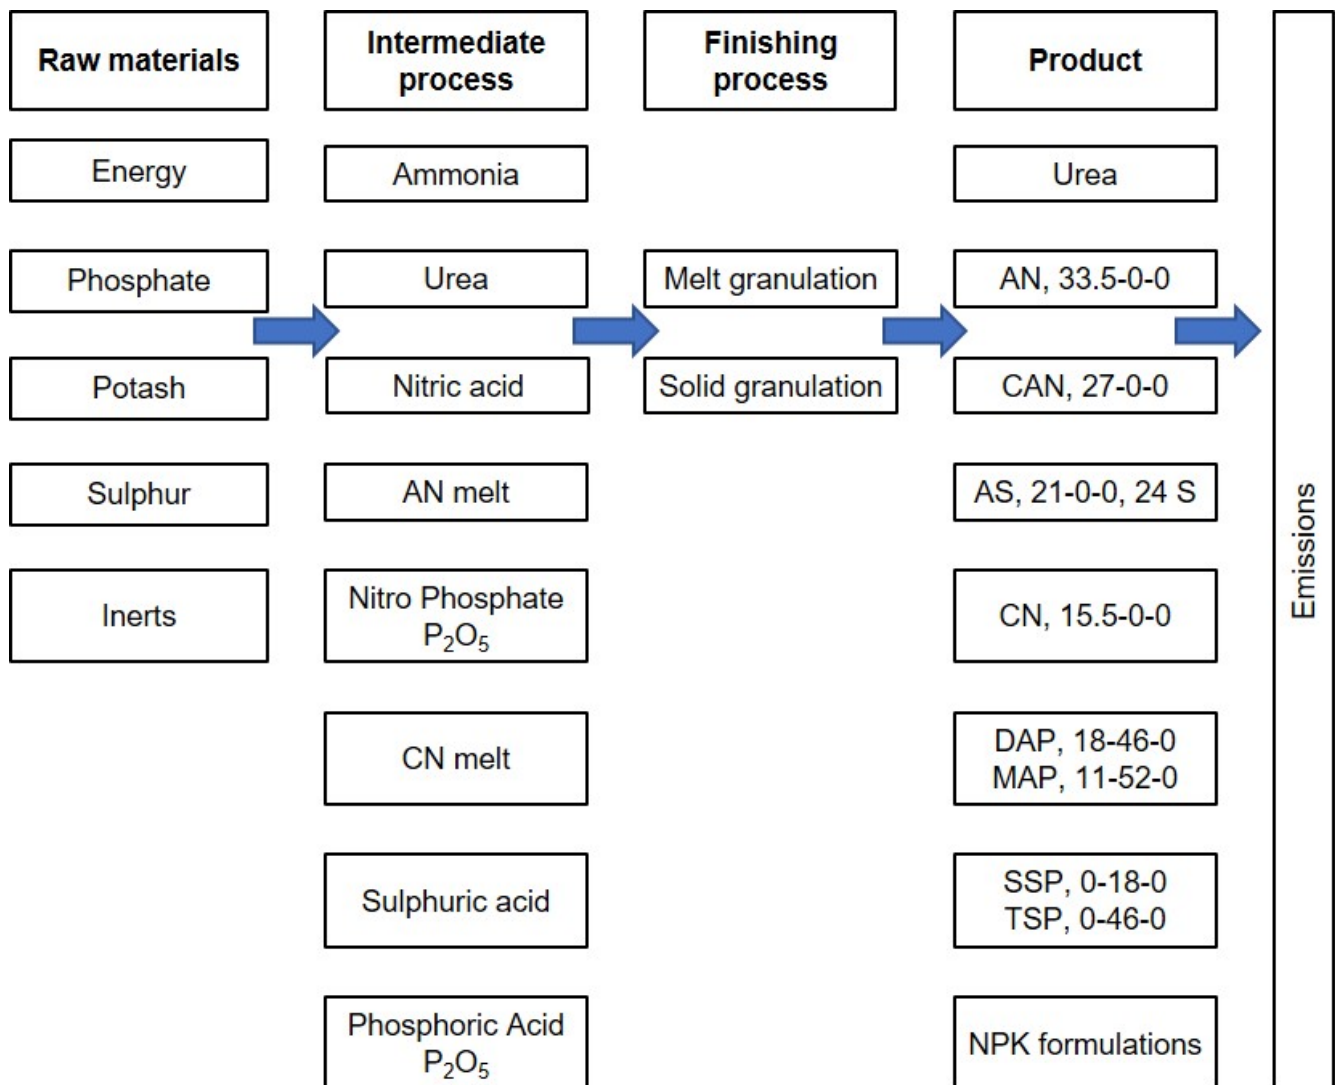 Raw materials
Energy
Phosphate
Potash
Sulphur
Inerts
Intermediate
process
Ammonia
Urea
Nitric acid
AN melt
Nitro Phosphate
P₂O₅
CN melt
Sulphuric acid
Phosphoric Acid
P₂O₅
Finishing
process
Melt granulation
Solid granulation
Product
Urea
AN, 33.5-0-0
CAN, 27-0-0
AS, 21-0-0, 24 S
CN, 15.5-0-0
DAP, 18-46-0
MAP, 11-52-0
SSP, 0-18-0
TSP, 0-46-0
NPK formulations
Emissions